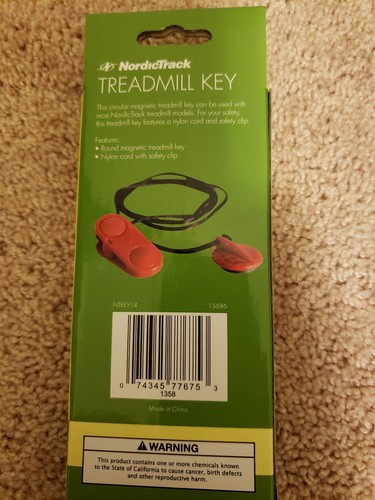 NordicTrack
TREADMILL KEY
This circular magnetic treadmill key can be used with
most NordicTrack treadmill models. For your safety,
this treadmill key features a nylon cord and safety clip.
Features:
• Round magnetic treadmill key
• Nylon cord with safety clip
NTKEY14 15686
0 74345 77675 3
1358
Made in China
WARNING
This product contains one or more chemicals known
to the State of California to cause cancer, birth defects
and other reproductive harm.